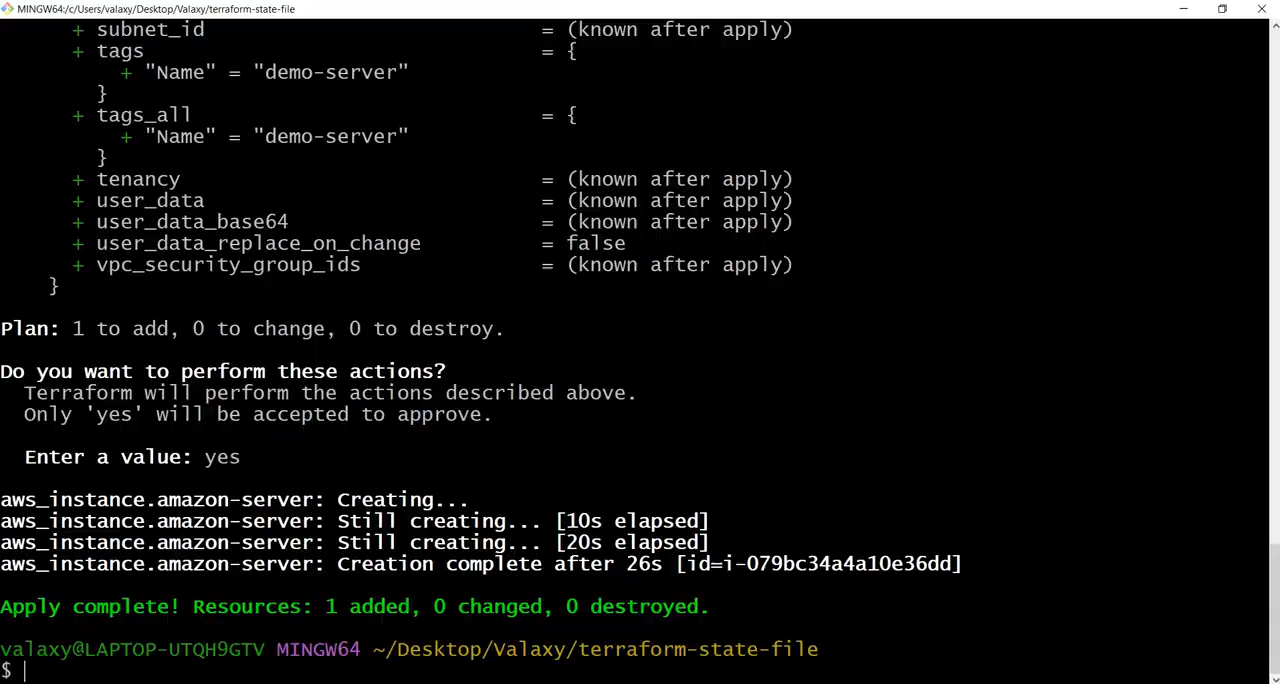 MINGW64:/c/Users/valaxy/Desktop/Valaxy/terraform-state-file
+ subnet_id = (known after apply)
+ tags = {
+ "Name" = "demo-server"
}
+ tags_all = {
+ "Name" = "demo-server"
}
+ tenancy = (known after apply)
+ user_data = (known after apply)
+ user_data_base64 = (known after apply)
+ user_data_replace_on_change = false
+ vpc_security_group_ids = (known after apply)
}
Plan: 1 to add, 0 to change, 0 to destroy.
Do you want to perform these actions?
Terraform will perform the actions described above.
Only 'yes' will be accepted to approve.
Enter a value: yes
aws_instance.amazon-server: Creating...
aws_instance.amazon-server: Still creating... [10s elapsed]
aws_instance.amazon-server: Still creating... [20s elapsed]
aws_instance.amazon-server: Creation complete after 26s [id=i-079bc34a4a10e36dd]
Apply complete! Resources: 1 added, 0 changed, 0 destroyed.
valaxy@LAPTOP-UTQH9GTV MINGW64 ~/Desktop/Valaxy/terraform-state-file
$